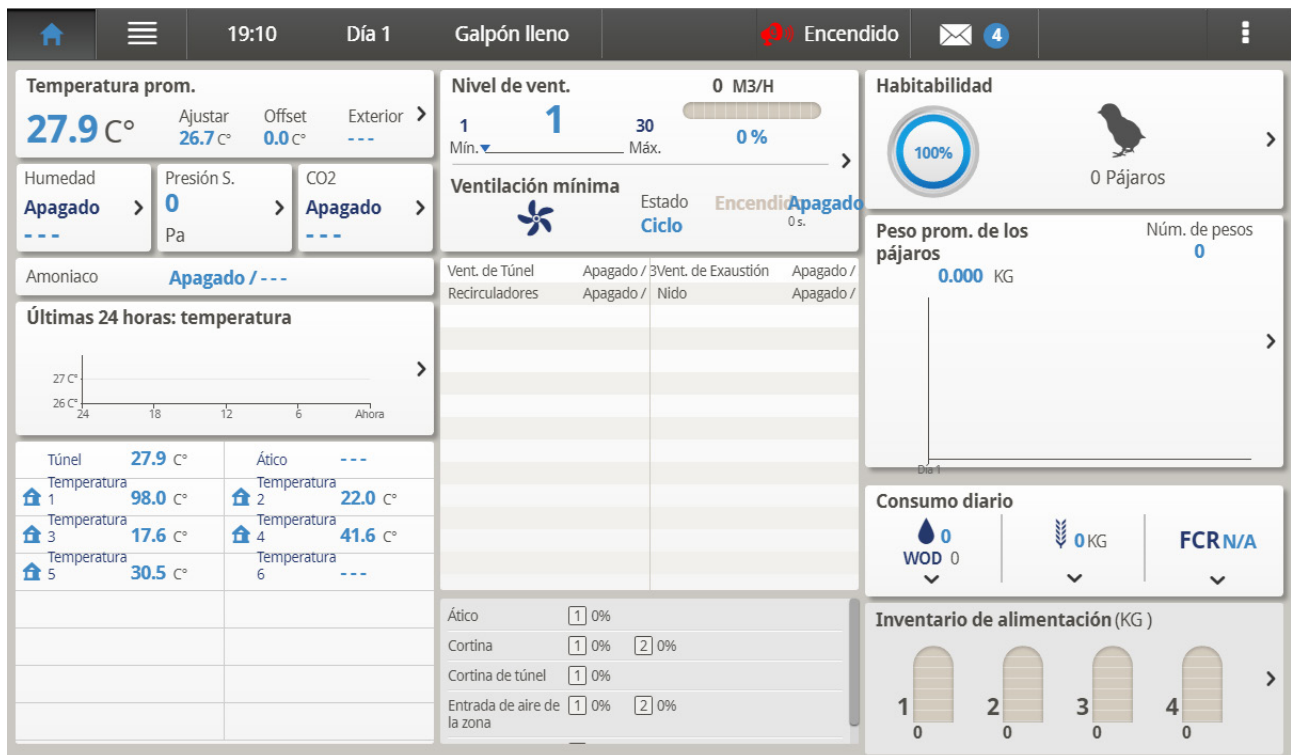 19:10 Día 1 Galpón lleno Encendido 4
Temperatura prom.
Ajustar Offset Exterior
27.9 C° 26.7 C° 0.0 C° ---
Humedad
Apagado
---
Presión S.
0
Pa
CO2
Apagado
---
Amoniaco Apagado / ---
Últimas 24 horas: temperatura
27 C°
26 C°
24 18 12 6 Ahora
Túnel 27.9 C° Ático ---
Temperatura 1 98.0 C° Temperatura 2 22.0 C°
Temperatura 3 17.6 C° Temperatura 4 41.6 C°
Temperatura 5 30.5 C° Temperatura 6 ---
Nivel de vent. 0 M3/H
1 1 30 0 %
Mín. Máx.
Ventilación mínima
Estado Apagado
Ciclo 0 s.
Vent. de Túnel Apagado / 3 Vent. de Exaustión Apagado /
Recirculadores Apagado / Nido Apagado /
Ático 1 0%
Cortina 1 0% 2 0%
Cortina de túnel 1 0%
Entrada de aire de 1 0% 2 0%
la zona
Habitabilidad
100%
0 Pájaros
Peso prom. de los
pájaros
0.000 KG
Núm. de pesos
0
Día 1
Consumo diario
0 0 KG FCR N/A
WOD 0
Inventario de alimentación (KG )
1 2 3 4
0 0 0 0